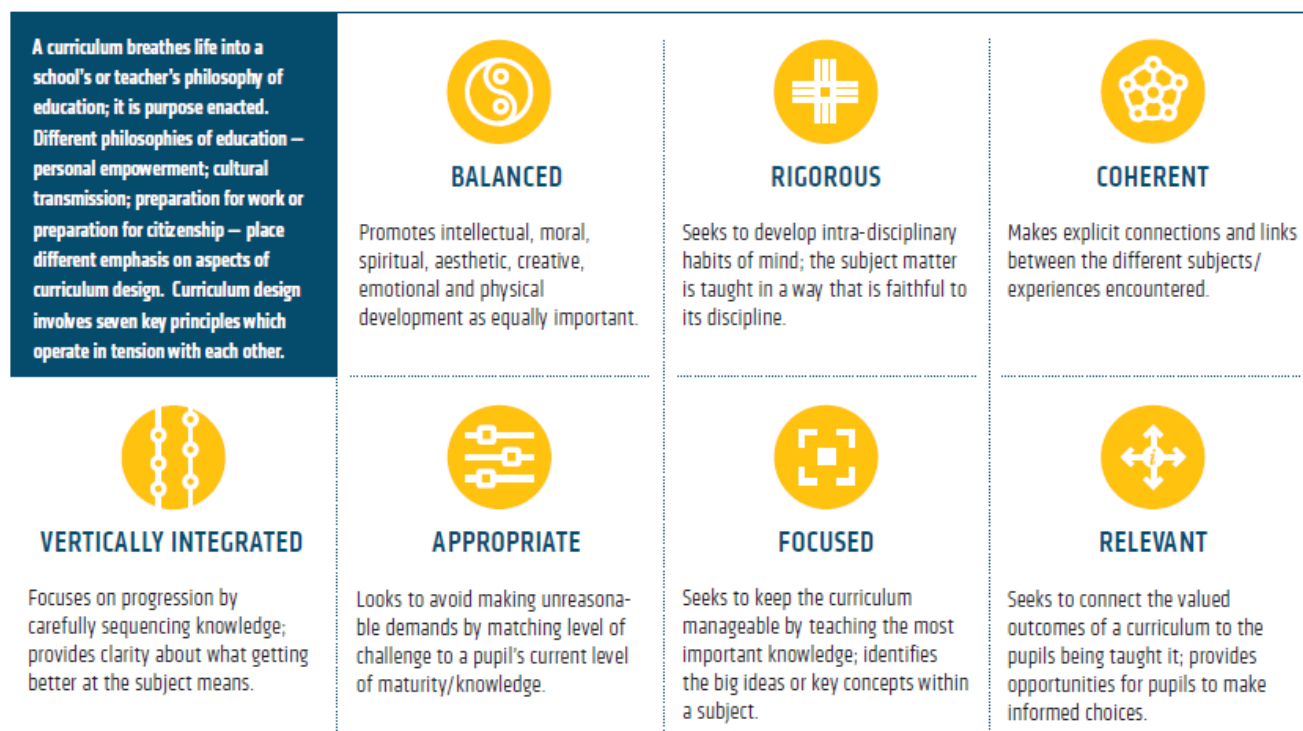 A curriculum breathes life into a
school's or teacher's philosophy of
education; it is purpose enacted.
Different philosophies of education –
personal empowerment; cultural
transmission; preparation for work or
preparation for citizenship – place
different emphasis on aspects of
curriculum design. Curriculum design
involves seven key principles which
operate in tension with each other.
BALANCED
Promotes intellectual, moral,
spiritual, aesthetic, creative,
emotional and physical
development as equally important.
RIGOROUS
Seeks to develop intra-disciplinary
habits of mind; the subject matter
is taught in a way that is faithful to
its discipline.
COHERENT
Makes explicit connections and links
between the different subjects/
experiences encountered.
VERTICALLY INTEGRATED
Focuses on progression by
carefully sequencing knowledge;
provides clarity about what getting
better at the subject means.
APPROPRIATE
Looks to avoid making unreasona-
ble demands by matching level of
challenge to a pupil's current level
of maturity/knowledge.
FOCUSED
Seeks to keep the curriculum
manageable by teaching the most
important knowledge; identifies
the big ideas or key concepts within
a subject.
RELEVANT
Seeks to connect the valued
outcomes of a curriculum to the
pupils being taught it; provides
opportunities for pupils to make
informed choices.